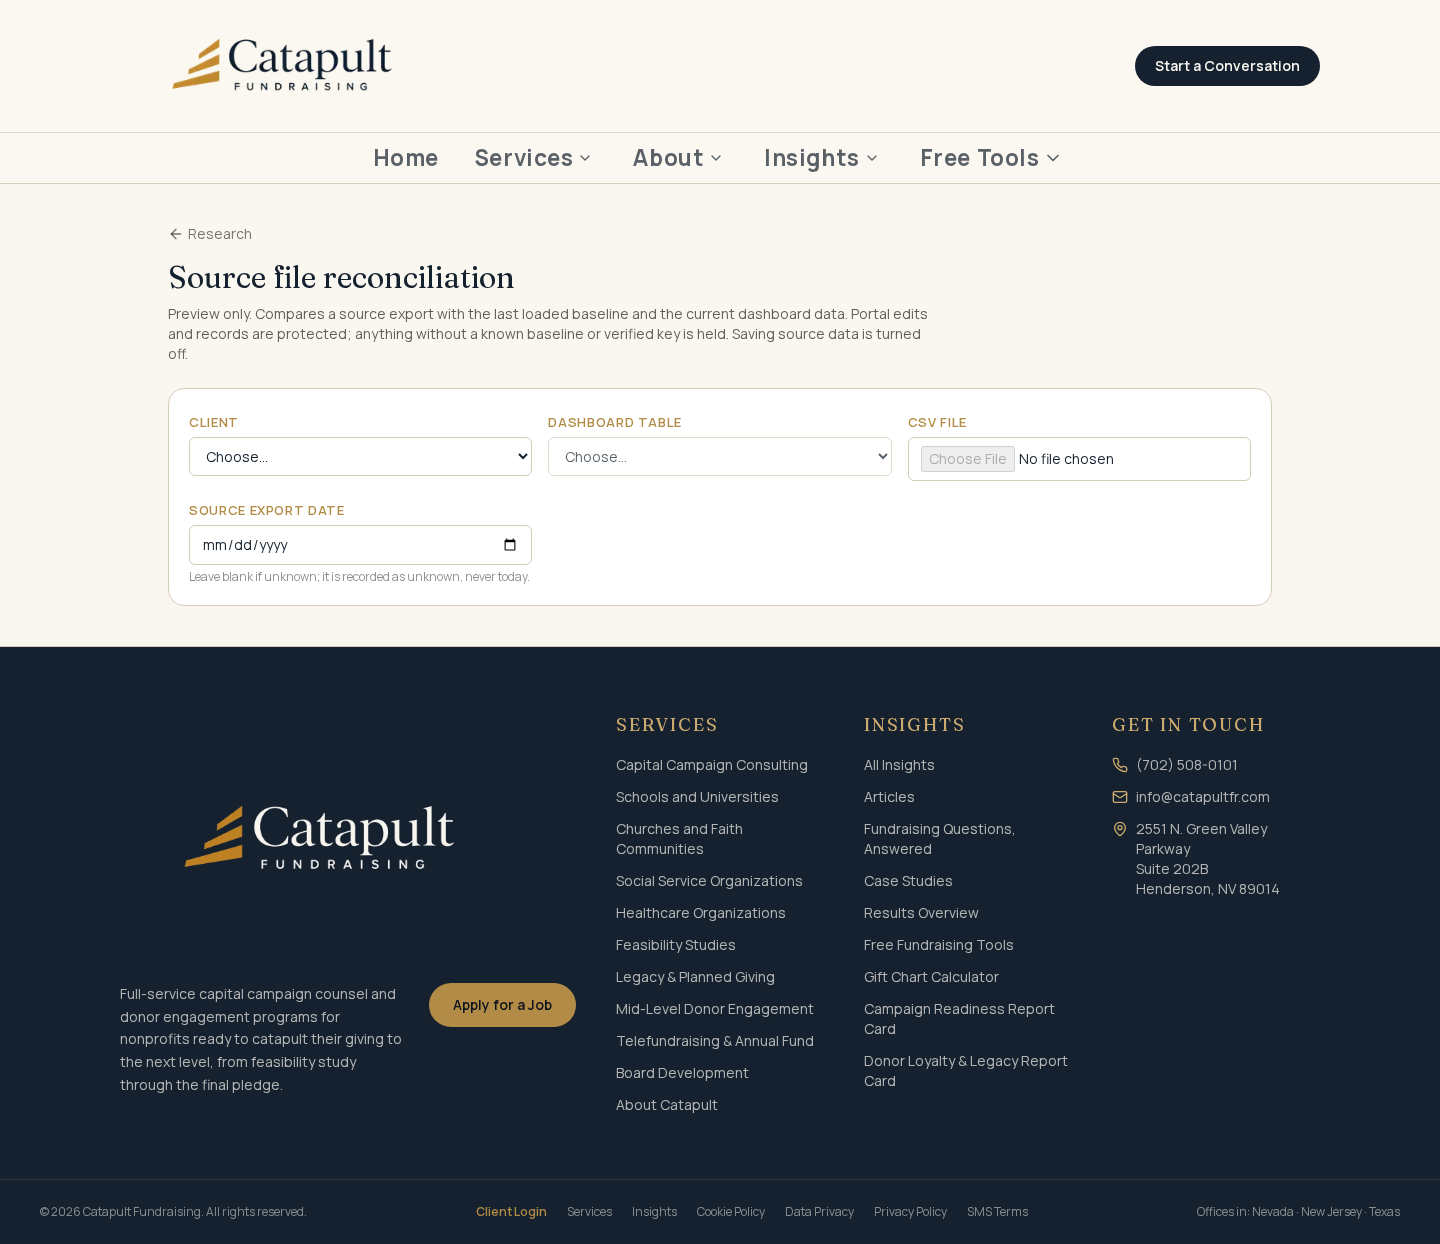 Catapult
FUNDRAISING
Start a Conversation
Home
Services
About
Insights
Free Tools
Research
Source file reconciliation
Preview only. Compares a source export with the last loaded baseline and the current dashboard data. Portal edits
and records are protected; anything without a known baseline or verified key is held. Saving source data is turned
off.
CLIENT
Choose...
DASHBOARD TABLE
Choose...
CSV FILE
Choose File No file chosen
SOURCE EXPORT DATE
mm/dd/yyyy
Leave blank if unknown; it is recorded as unknown, never today.
Catapult
FUNDRAISING
Full-service capital campaign counsel and
donor engagement programs for
nonprofits ready to catapult their giving to
the next level, from feasibility study
through the final pledge.
Apply for a Job
SERVICES
Capital Campaign Consulting
Schools and Universities
Churches and Faith
Communities
Social Service Organizations
Healthcare Organizations
Feasibility Studies
Legacy & Planned Giving
Mid-Level Donor Engagement
Telefundraising & Annual Fund
Board Development
About Catapult
INSIGHTS
All Insights
Articles
Fundraising Questions,
Answered
Case Studies
Results Overview
Free Fundraising Tools
Gift Chart Calculator
Campaign Readiness Report
Card
Donor Loyalty & Legacy Report
Card
GET IN TOUCH
(702) 508-0101
info@catapultfr.com
2551 N. Green Valley
Parkway
Suite 202B
Henderson, NV 89014
© 2026 Catapult Fundraising. All rights reserved.
Client Login
Services
Insights
Cookie Policy
Data Privacy
Privacy Policy
SMS Terms
Offices in: Nevada · New Jersey · Texas